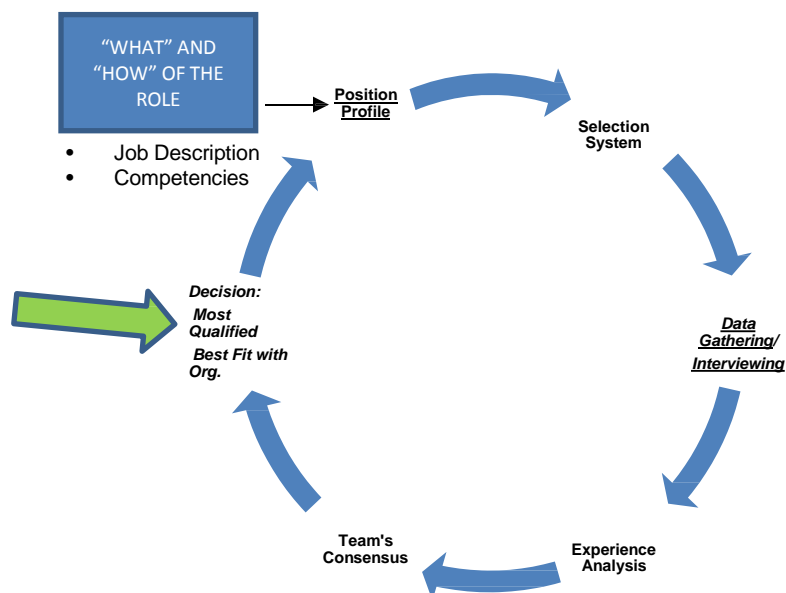 “WHAT” AND
“HOW” OF THE
ROLE
• Job Description
• Competencies
Position
Profile
Selection
System
Data
Gathering/
Interviewing
Experience
Analysis
Team's
Consensus
Decision:
Most
Qualified
Best Fit with
Org.